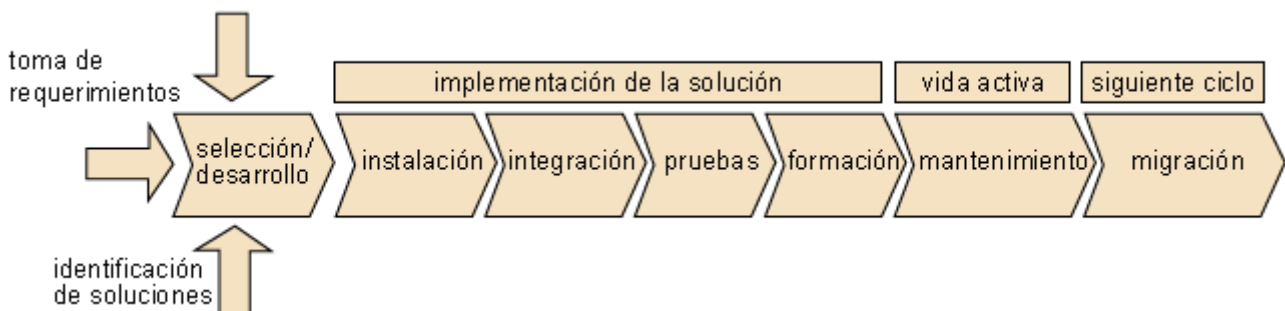 toma de
requerimientos
implementación de la solución
vida activa
siguiente ciclo
selección/
desarrollo
instalación
integración
pruebas
formación
mantenimiento
migración
identificación
de soluciones